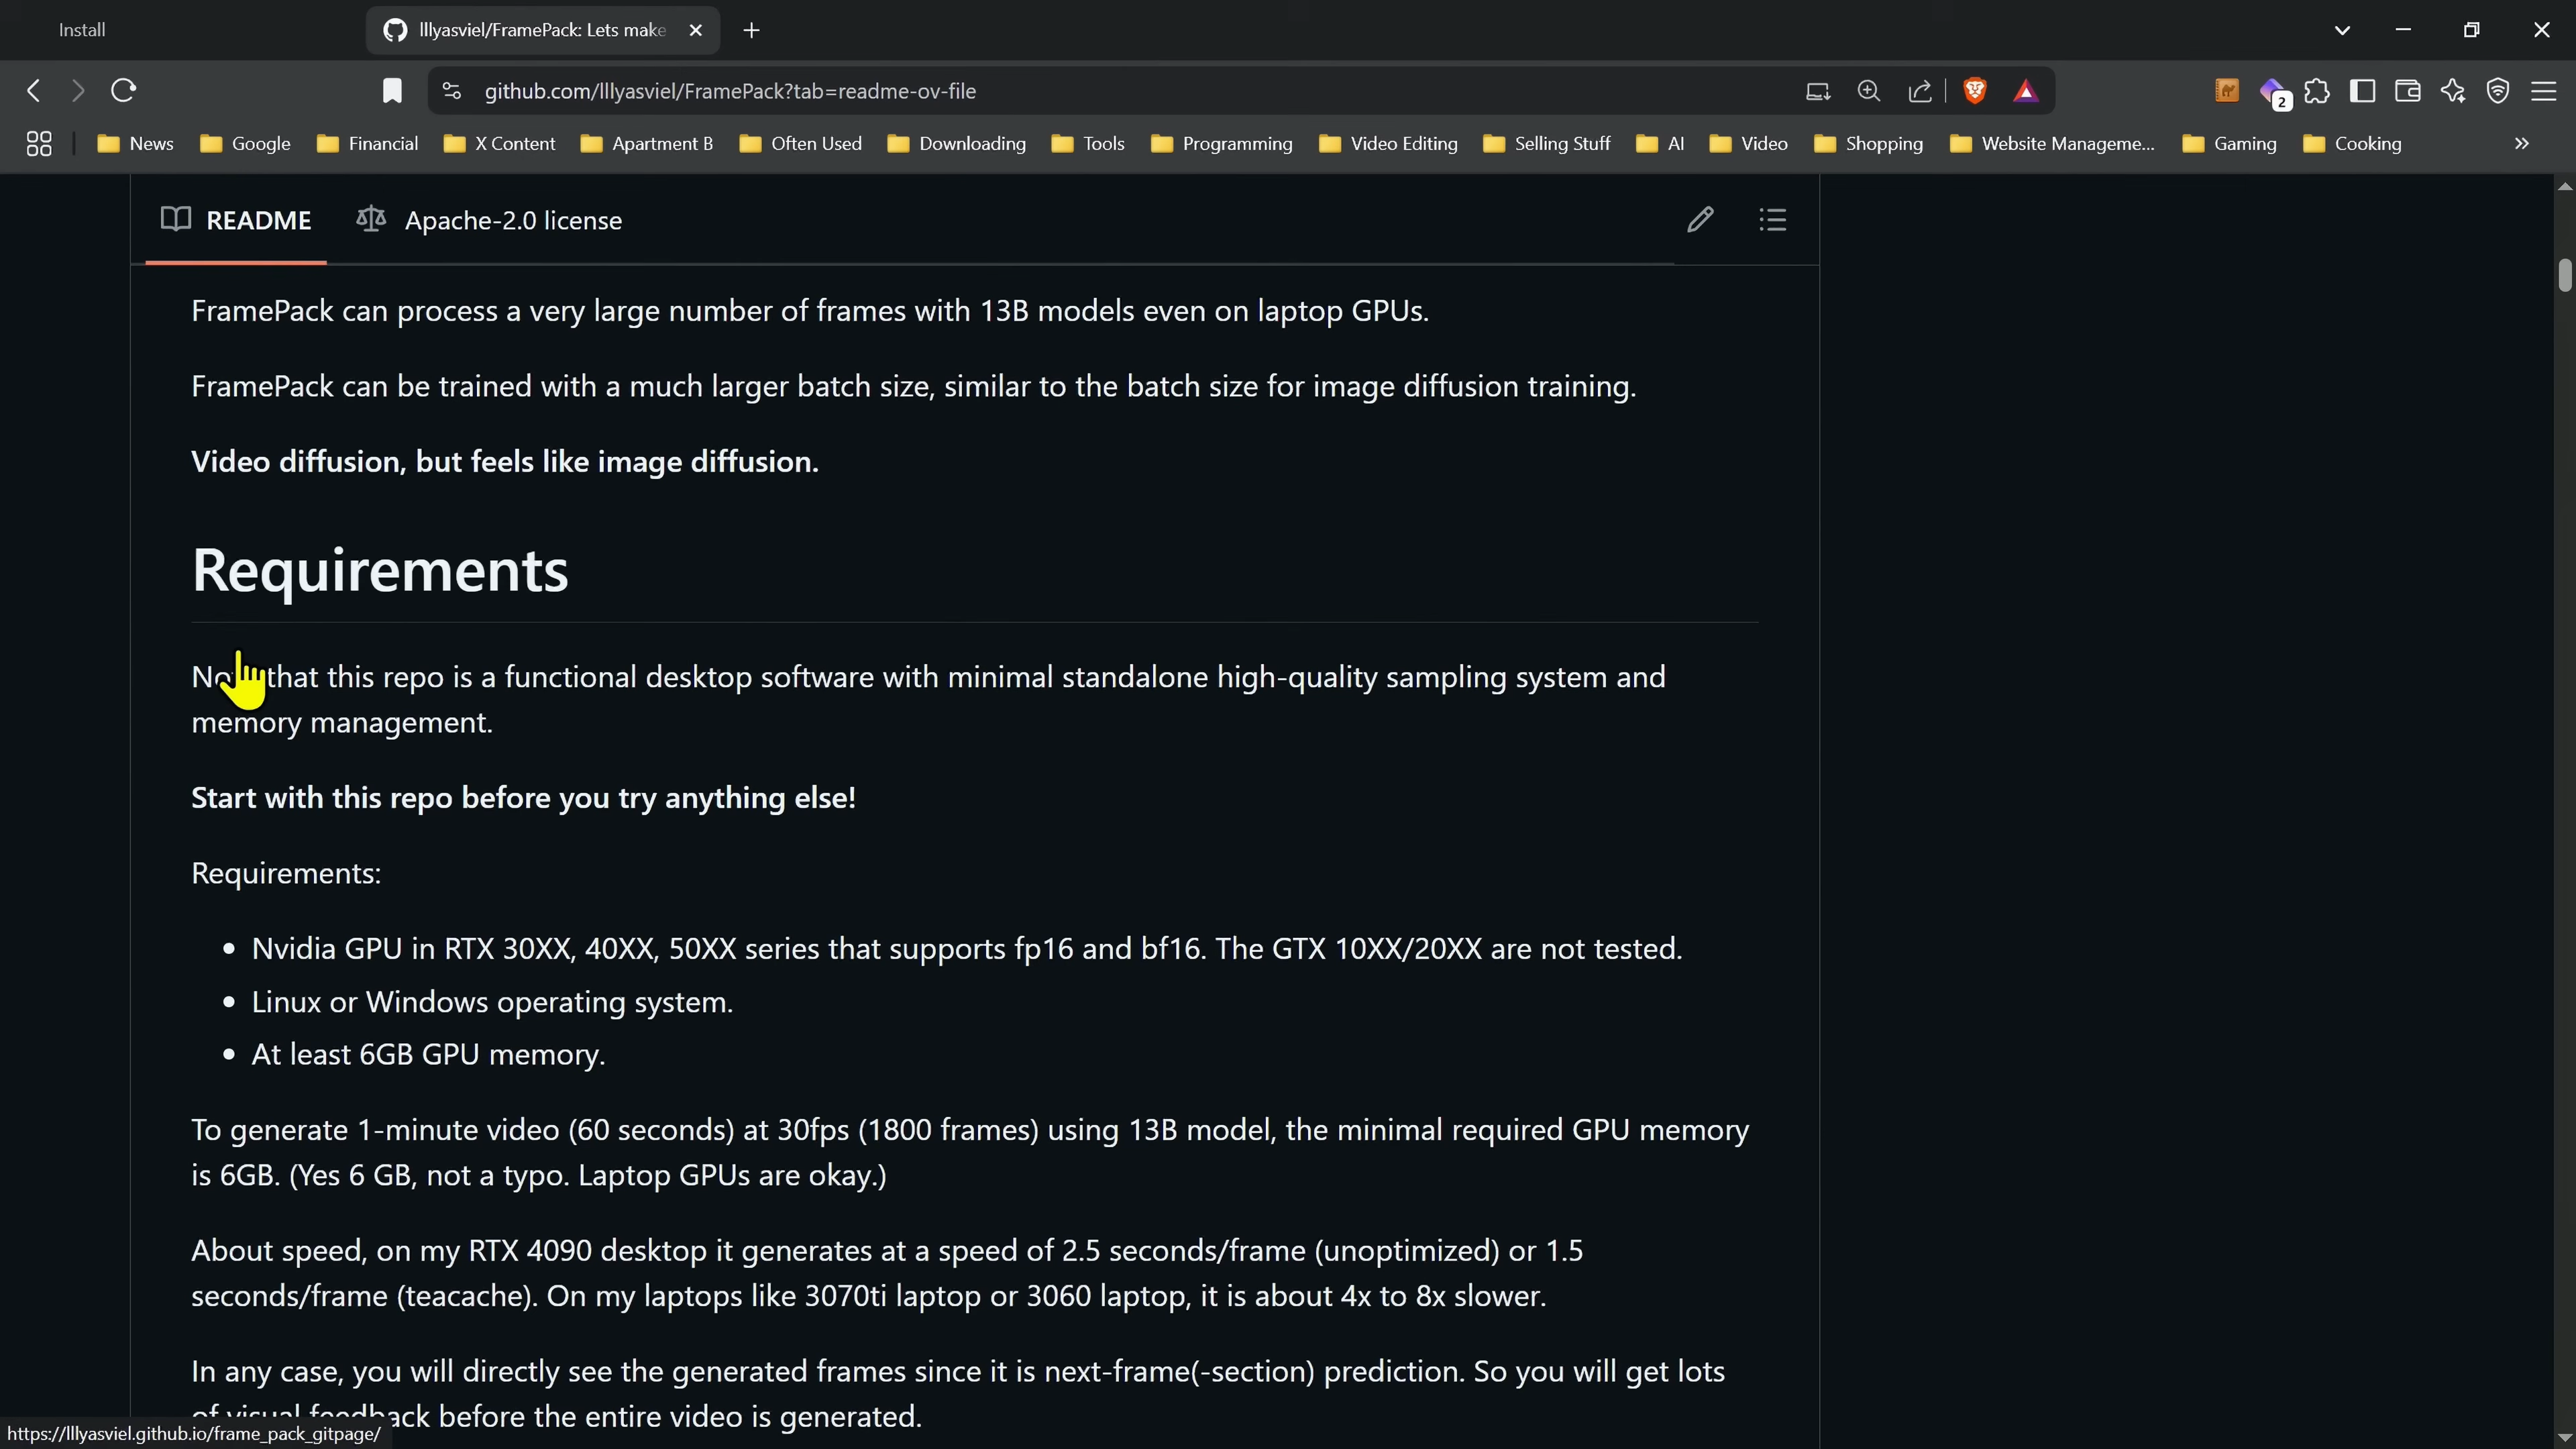 Install
lllyasviel/FramePack: Lets make
github.com/lllyasviel/FramePack?tab=readme-ov-file
2
News Google Financial X Content Apartment B Often Used Downloading Tools Programming Video Editing Selling Stuff AI Video Shopping Website Manageme... Gaming Cooking
README Apache-2.0 license
FramePack can process a very large number of frames with 13B models even on laptop GPUs.
FramePack can be trained with a much larger batch size, similar to the batch size for image diffusion training.
Video diffusion, but feels like image diffusion.
Requirements
that this repo is a functional desktop software with minimal standalone high-quality sampling system and
memory management.
Start with this repo before you try anything else!
Requirements:
• Nvidia GPU in RTX 30XX, 40XX, 50XX series that supports fp16 and bf16. The GTX 10XX/20XX are not tested.
• Linux or Windows operating system.
• At least 6GB GPU memory.
To generate 1-minute video (60 seconds) at 30fps (1800 frames) using 13B model, the minimal required GPU memory
is 6GB. (Yes 6 GB, not a typo. Laptop GPUs are okay.)
About speed, on my RTX 4090 desktop it generates at a speed of 2.5 seconds/frame (unoptimized) or 1.5
seconds/frame (teacache). On my laptops like 3070ti laptop or 3060 laptop, it is about 4x to 8x slower.
In any case, you will directly see the generated frames since it is next-frame(-section) prediction. So you will get lots
of visual feedback before the entire video is generated.
https://lllyasviel.github.io/frame_pack_gitpage/